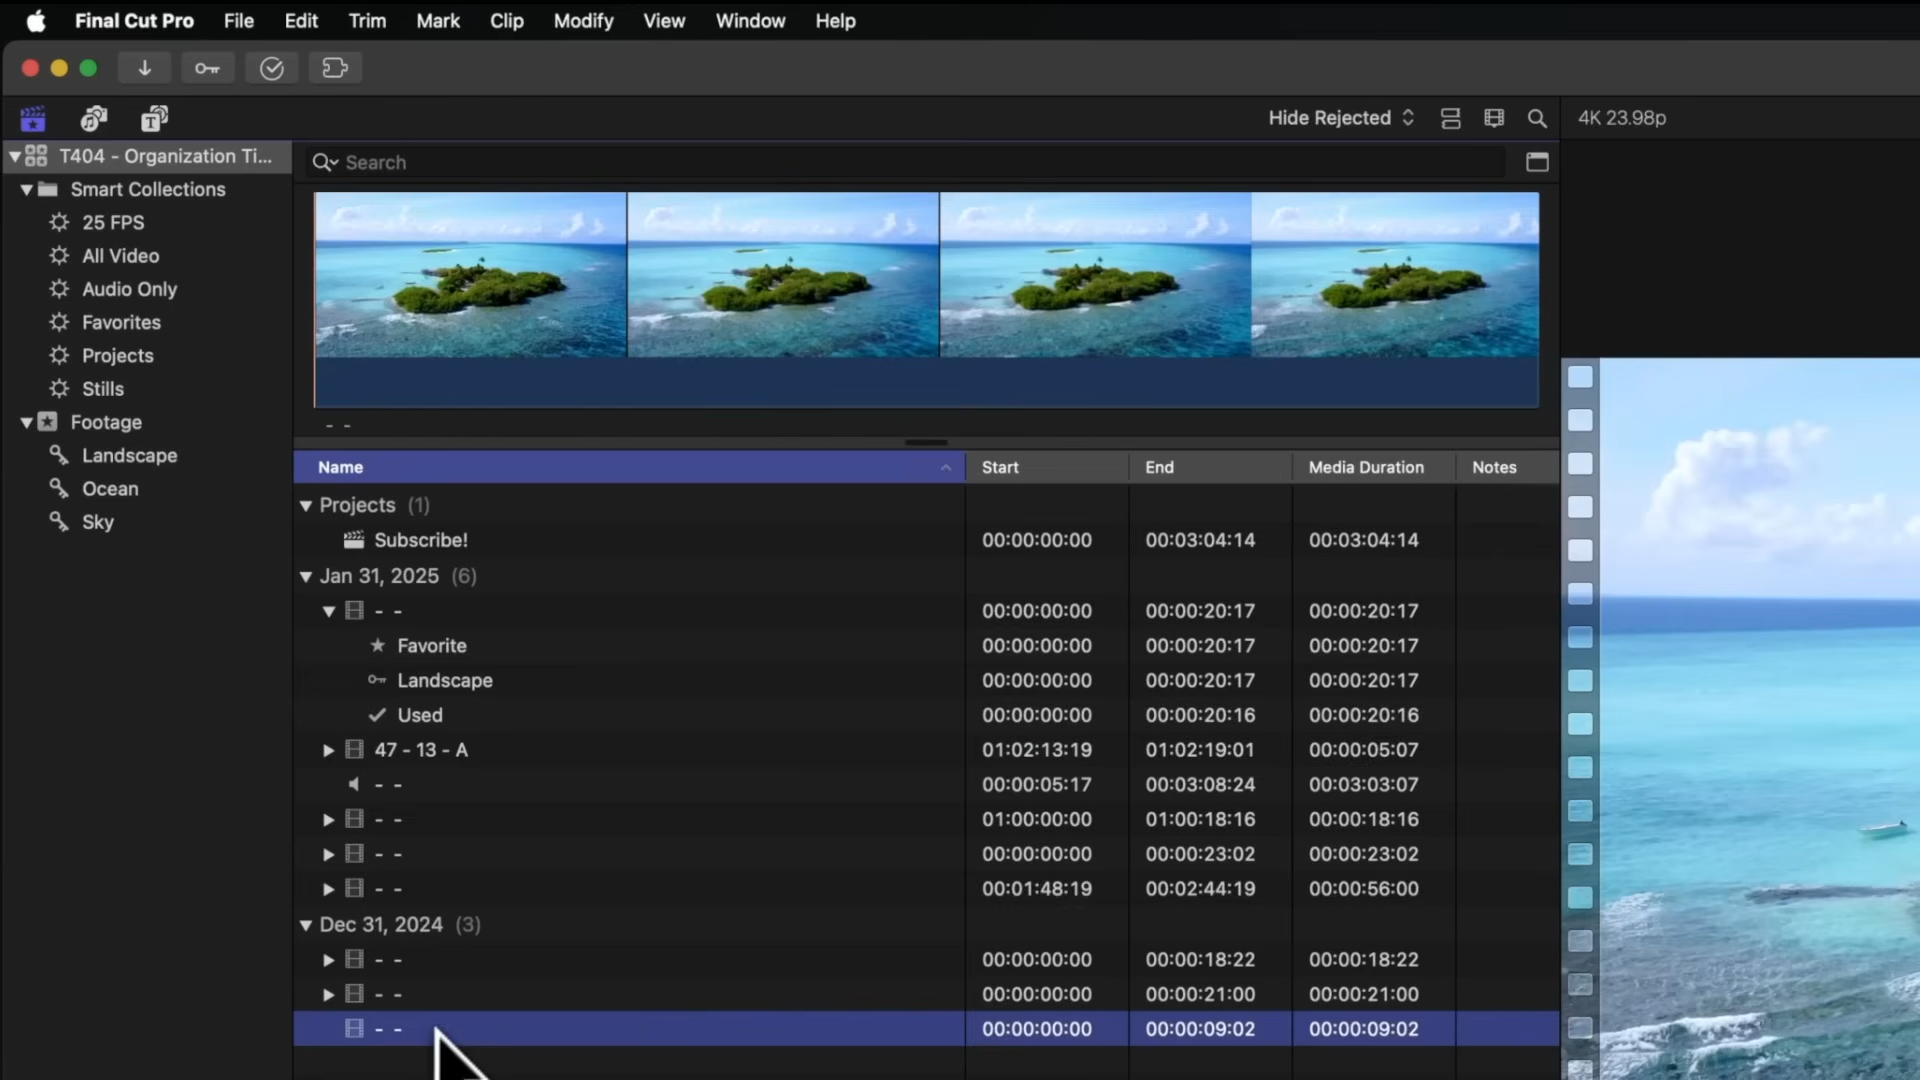 Final Cut Pro File Edit Trim Mark Clip Modify View Window Help
Hide Rejected 4K 23.98p
T404 - Organization Ti...
Search
Smart Collections
25 FPS
All Video
Audio Only
Favorites
Projects
Stills
Footage
Landscape
Ocean
Sky
- -
Name Start End Media Duration Notes
Projects (1)
Subscribe! 00:00:00:00 00:03:04:14 00:03:04:14
Jan 31, 2025 (6)
- - 00:00:00:00 00:00:20:17 00:00:20:17
Favorite 00:00:00:00 00:00:20:17 00:00:20:17
Landscape 00:00:00:00 00:00:20:17 00:00:20:17
Used 00:00:00:00 00:00:20:16 00:00:20:16
47 - 13 - A 01:02:13:19 01:02:19:01 00:00:05:07
- - 00:00:05:17 00:03:08:24 00:03:03:07
- - 01:00:00:00 01:00:18:16 00:00:18:16
- - 00:00:00:00 00:00:23:02 00:00:23:02
- - 00:01:48:19 00:02:44:19 00:00:56:00
Dec 31, 2024 (3)
- - 00:00:00:00 00:00:18:22 00:00:18:22
- - 00:00:00:00 00:00:21:00 00:00:21:00
- - 00:00:00:00 00:00:09:02 00:00:09:02